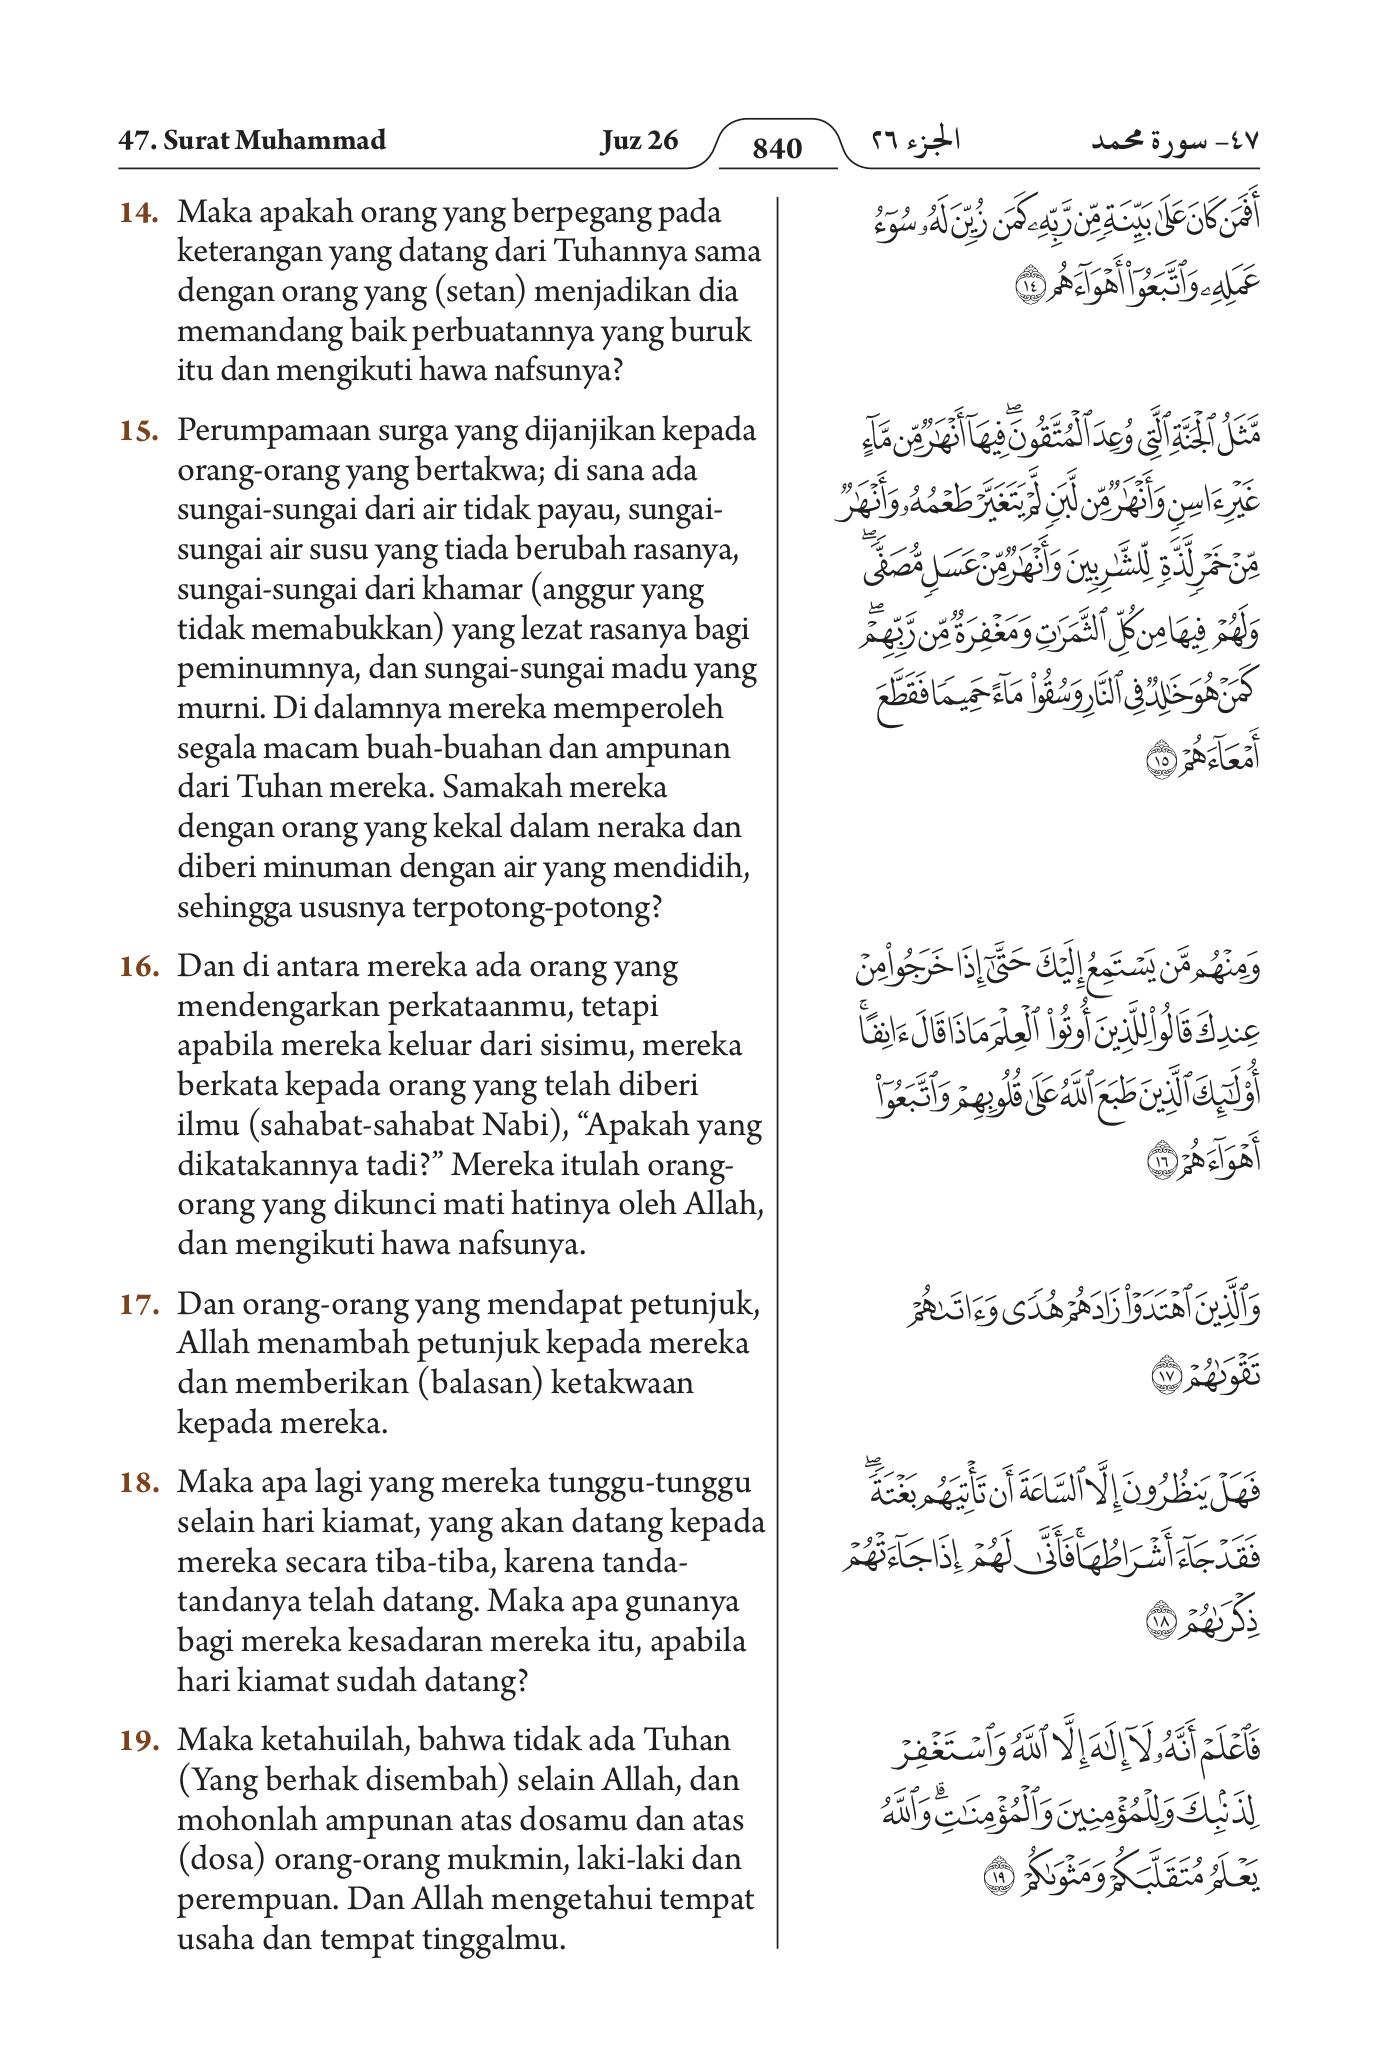 47. Surat Muhammad Juz 26 840 الجزء ٢٦ ٤٧- سورة محمد
14. Maka apakah orang yang berpegang pada
keterangan yang datang dari Tuhannya sama
dengan orang yang (setan) menjadikan dia
memandang baik perbuatannya yang buruk
itu dan mengikuti hawa nafsunya?
15. Perumpamaan surga yang dijanjikan kepada
orang-orang yang bertakwa; di sana ada
sungai-sungai dari air tidak payau, sungai-
sungai air susu yang tiada berubah rasanya,
sungai-sungai dari khamar (anggur yang
tidak memabukkan) yang lezat rasanya bagi
peminumnya, dan sungai-sungai madu yang
murni. Di dalamnya mereka memperoleh
segala macam buah-buahan dan ampunan
dari Tuhan mereka. Samakah mereka
dengan orang yang kekal dalam neraka dan
diberi minuman dengan air yang mendidih,
sehingga ususnya terpotong-potong?
16. Dan di antara mereka ada orang yang
mendengarkan perkataanmu, tetapi
apabila mereka keluar dari sisimu, mereka
berkata kepada orang yang telah diberi
ilmu (sahabat-sahabat Nabi), “Apakah yang
dikatakannya tadi?” Mereka itulah orang-
orang yang dikunci mati hatinya oleh Allah,
dan mengikuti hawa nafsunya.
17. Dan orang-orang yang mendapat petunjuk,
Allah menambah petunjuk kepada mereka
dan memberikan (balasan) ketakwaan
kepada mereka.
18. Maka apa lagi yang mereka tunggu-tunggu
selain hari kiamat, yang akan datang kepada
mereka secara tiba-tiba, karena tanda-
tandanya telah datang. Maka apa gunanya
bagi mereka kesadaran mereka itu, apabila
hari kiamat sudah datang?
19. Maka ketahuilah, bahwa tidak ada Tuhan
(Yang berhak disembah) selain Allah, dan
mohonlah ampunan atas dosamu dan atas
(dosa) orang-orang mukmin, laki-laki dan
perempuan. Dan Allah mengetahui tempat
usaha dan tempat tinggalmu.
أَفَمَن كَانَ عَلَىٰ بَيِّنَةٍ مِّن رَّبِّهِۦ كَمَن زُيِّنَ لَهُۥ سُوٓءُ
عَمَلِهِۦ وَٱتَّبَعُوٓا۟ أَهْوَآءَهُم ١٤
مَّثَلُ ٱلْجَنَّةِ ٱلَّتِى وُعِدَ ٱلْمُتَّقُونَ ۖ فِيهَآ أَنْهَٰرٌ مِّن مَّآءٍ
غَيْرِ ءَاسِنٍ وَأَنْهَٰرٌ مِّن لَّبَنٍ لَّمْ يَتَغَيَّرْ طَعْمُهُۥ وَأَنْهَٰرٌ
مِّنْ خَمْرٍ لَّذَّةٍ لِّلشَّٰرِبِينَ وَأَنْهَٰرٌ مِّنْ عَسَلٍ مُّصَفًّى ۖ
وَلَهُمْ فِيهَا مِن كُلِّ ٱلثَّمَرَٰتِ وَمَغْفِرَةٌ مِّن رَّبِّهِمْ ۖ
كَمَنْ هُوَ خَٰلِدٌ فِى ٱلنَّارِ وَسُقُوا۟ مَآءً حَمِيمًا فَقَطَّعَ
أَمْعَآءَهُمْ ١٥
وَمِنْهُم مَّن يَسْتَمِعُ إِلَيْكَ حَتَّىٰٓ إِذَا خَرَجُوا۟ مِنْ
عِندِكَ قَالُوا۟ لِلَّذِينَ أُوتُوا۟ ٱلْعِلْمَ مَاذَا قَالَ ءَانِفًا ۚ
أُو۟لَٰٓئِكَ ٱلَّذِينَ طَبَعَ ٱللَّهُ عَلَىٰ قُلُوبِهِمْ وَٱتَّبَعُوٓا۟
أَهْوَآءَهُمْ ١٦
وَٱلَّذِينَ ٱهْتَدَوْا۟ زَادَهُمْ هُدًى وَءَاتَىٰهُمْ
تَقْوَىٰهُمْ ١٧
فَهَلْ يَنظُرُونَ إِلَّا ٱلسَّاعَةَ أَن تَأْتِيَهُم بَغْتَةً ۖ
فَقَدْ جَآءَ أَشْرَاطُهَا ۚ فَأَنَّىٰ لَهُمْ إِذَا جَآءَتْهُمْ
ذِكْرَىٰهُمْ ١٨
فَٱعْلَمْ أَنَّهُۥ لَآ إِلَٰهَ إِلَّا ٱللَّهُ وَٱسْتَغْفِرْ
لِذَنۢبِكَ وَلِلْمُؤْمِنِينَ وَٱلْمُؤْمِنَٰتِ ۗ وَٱللَّهُ
يَعْلَمُ مُتَقَلَّبَكُمْ وَمَثْوَىٰكُمْ ١٩